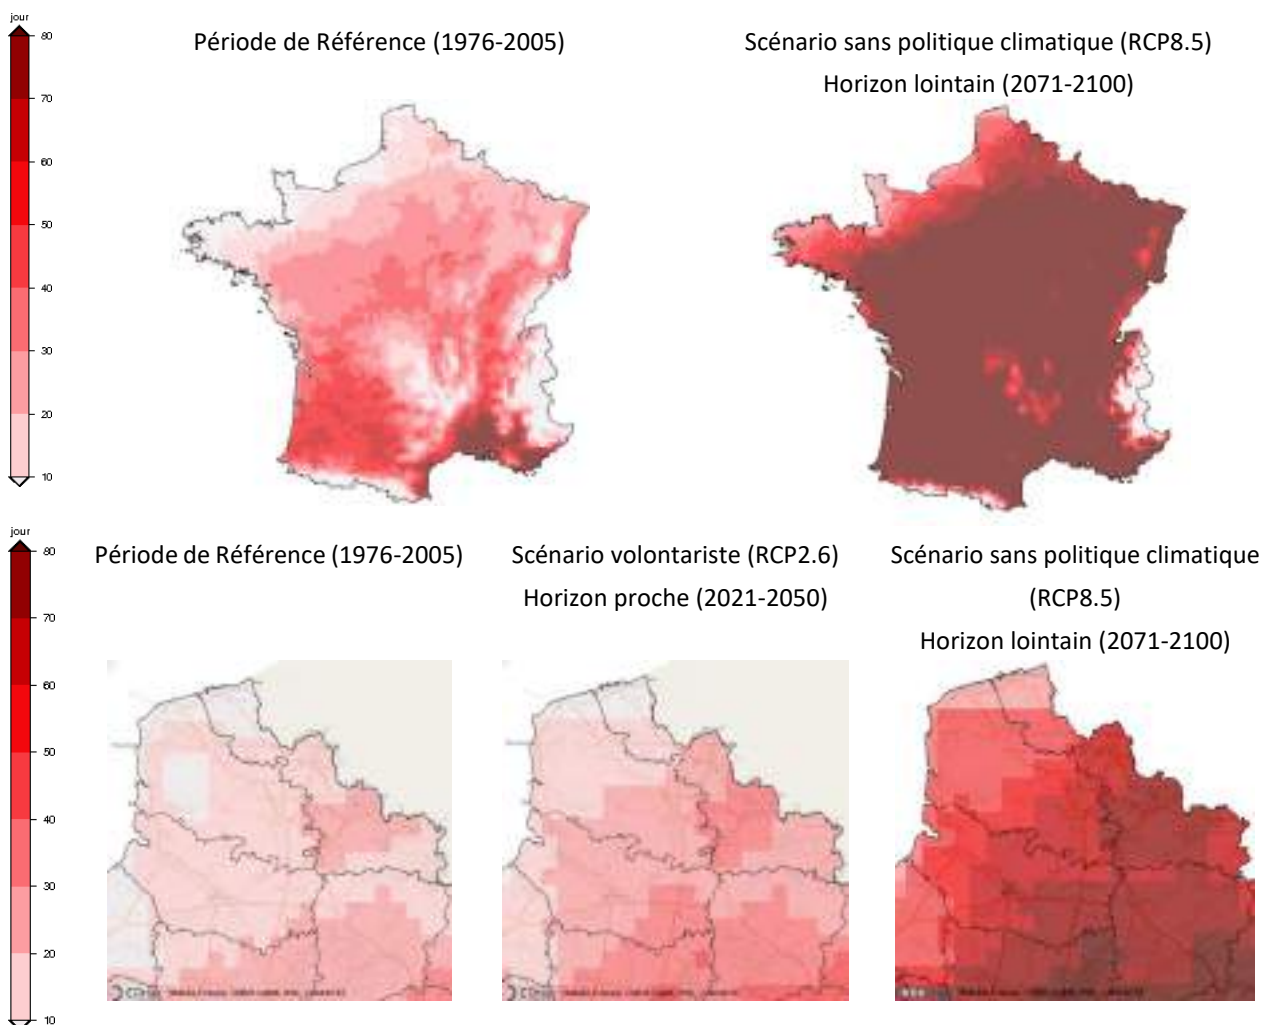 jour
80
70
60
50
40
30
20
10
Période de Référence (1976-2005)
Scénario sans politique climatique (RCP8.5)
Horizon lointain (2071-2100)
jour
80
70
60
50
40
30
20
10
Période de Référence (1976-2005)
Scénario volontariste (RCP2.6)
Horizon proche (2021-2050)
Scénario sans politique climatique
(RCP8.5)
Horizon lointain (2071-2100)